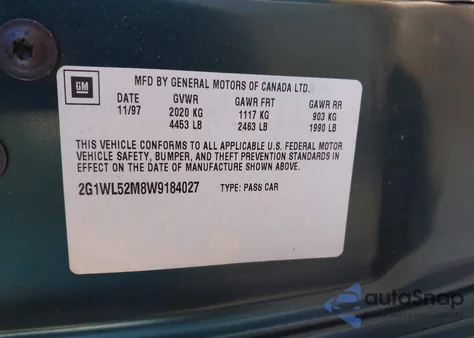 GM
MFD BY GENERAL MOTORS OF CANADA LTD.
DATE GVWR GAWR FRT GAWR RR
11/97 2020 KG 1117 KG 903 KG
4453 LB 2463 LB 1990 LB
THIS VEHICLE CONFORMS TO ALL APPLICABLE U.S. FEDERAL MOTOR
VEHICLE SAFETY, BUMPER, AND THEFT PREVENTION STANDARDS IN
EFFECT ON THE DATE OF MANUFACTURE SHOWN ABOVE.
2G1WL52M8W9184027 TYPE: PASS CAR
autoSnap